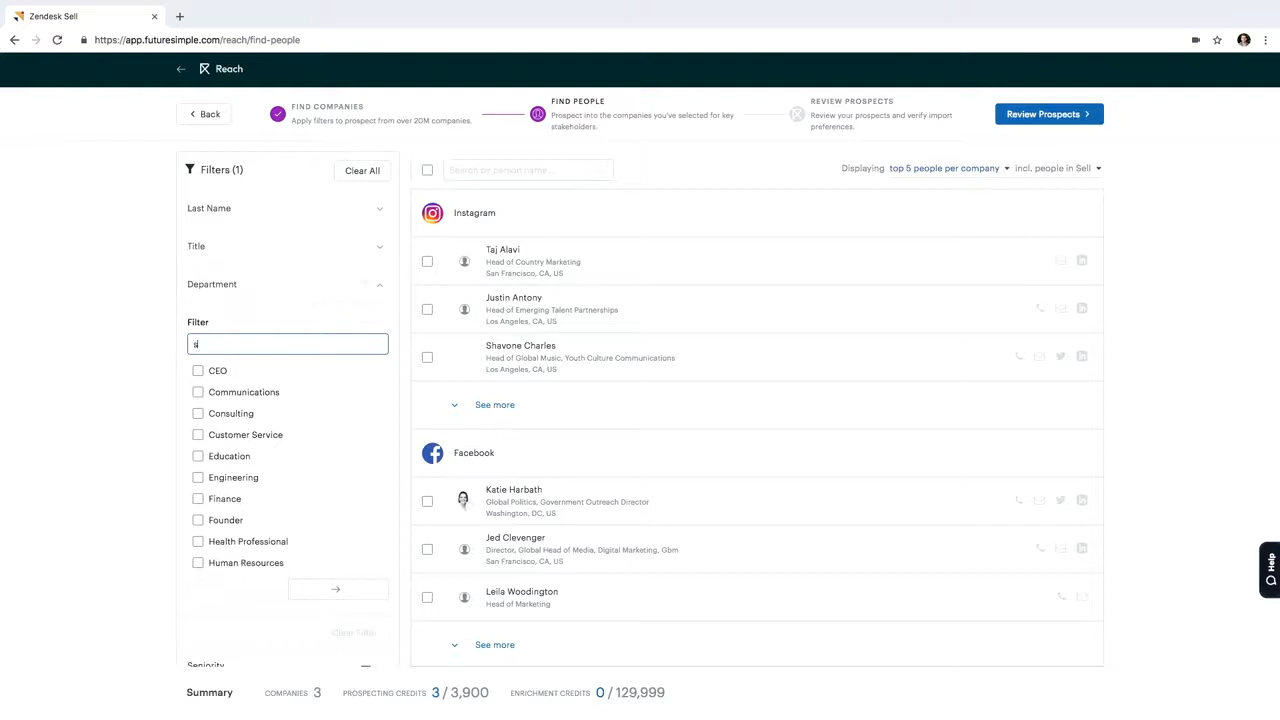 Zendesk Sell
https://app.futuresimple.com/reach/find-people
Reach
Back
FIND COMPANIES
Apply filters to prospect from over 20M companies.
FIND PEOPLE
Prospect into the companies you've selected for key
stakeholders.
REVIEW PROSPECTS
Review your prospects and verify import
preferences.
Review Prospects
Filters (1)
Clear All
Last Name
Title
Department
Filter
s
CEO
Communications
Consulting
Customer Service
Education
Engineering
Finance
Founder
Health Professional
Human Resources
Clear Filter
Seniority
Search by person name...
Displaying top 5 people per company incl. people in Sell
Instagram
Taj Alavi
Head of Country Marketing
San Francisco, CA, US
Justin Antony
Head of Emerging Talent Partnerships
Los Angeles, CA, US
Shavone Charles
Head of Global Music, Youth Culture Communications
Los Angeles, CA, US
See more
Facebook
Katie Harbath
Global Politics, Government Outreach Director
Washington, DC, US
Jed Clevenger
Director, Global Head of Media, Digital Marketing, Gbm
San Francisco, CA, US
Leila Woodington
Head of Marketing
See more
Help
Summary
COMPANIES 3
PROSPECTING CREDITS 3 / 3,900
ENRICHMENT CREDITS 0 / 129,999